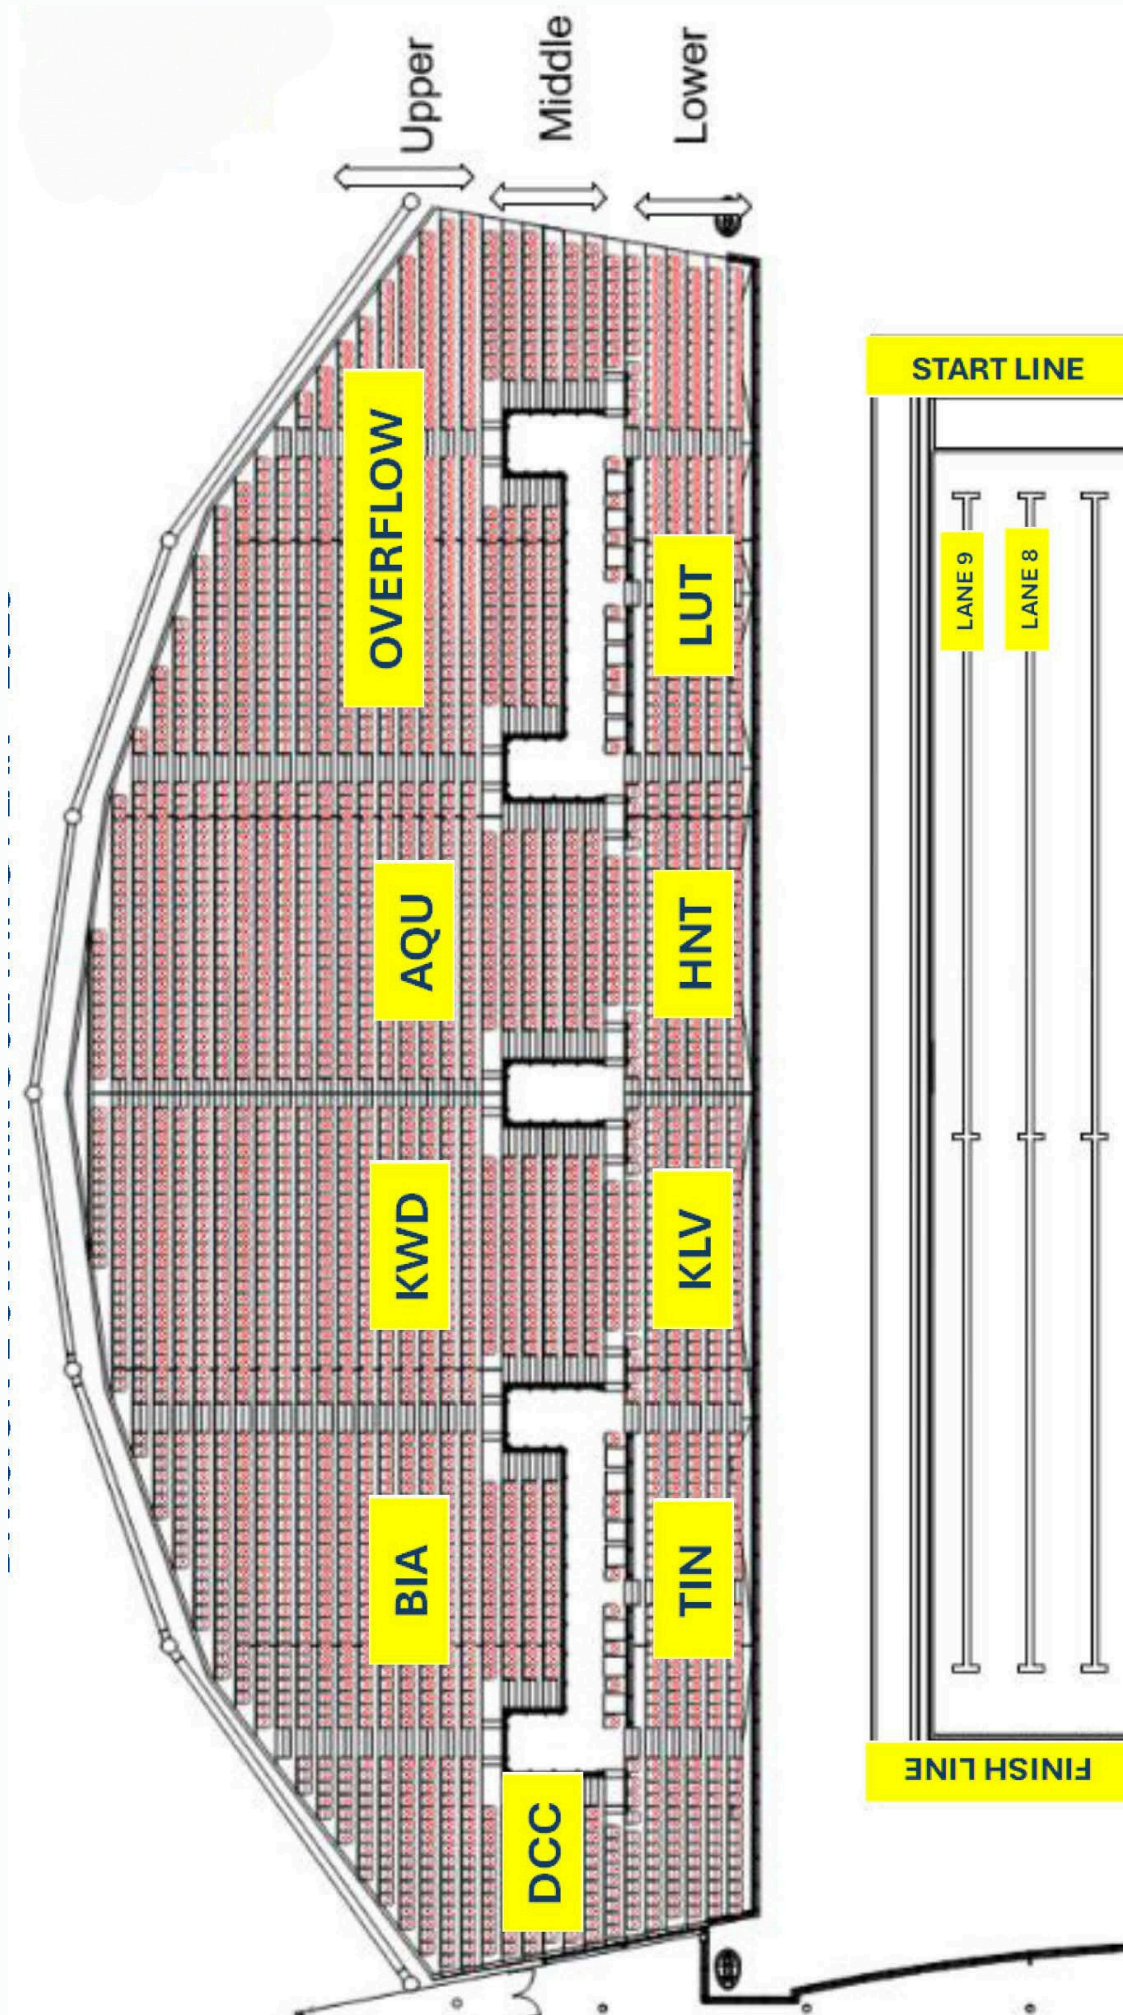 Upper
Middle
Lower
START LINE
OVERFLOW
LUT
LANE 9
LANE 8
AQU
HNT
KWD
KLV
BIA
TIN
DCC
FINISH LINE